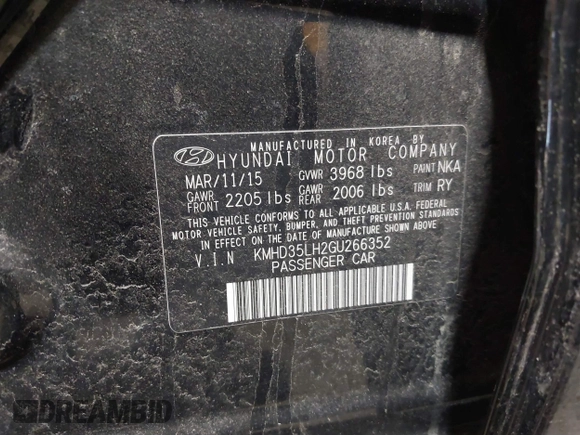 MANUFACTURED IN KOREA BY
HYUNDAI MOTOR COMPANY
MAR/11/15 GVWR 3968 lbs PAINT NKA
GAWR FRONT 2205 lbs GAWR REAR 2006 lbs TRIM RY
THIS VEHICLE CONFORMS TO ALL APPLICABLE U.S.A. FEDERAL
MOTOR VEHICLE SAFETY, BUMPER, AND THEFT PREVENTION STANDARDS
IN EFFECT ON THE DATE OF MANUFACTURE SHOWN ABOVE.
V.I.N KMHD35LH2GU266352
PASSENGER CAR
DREAMBID